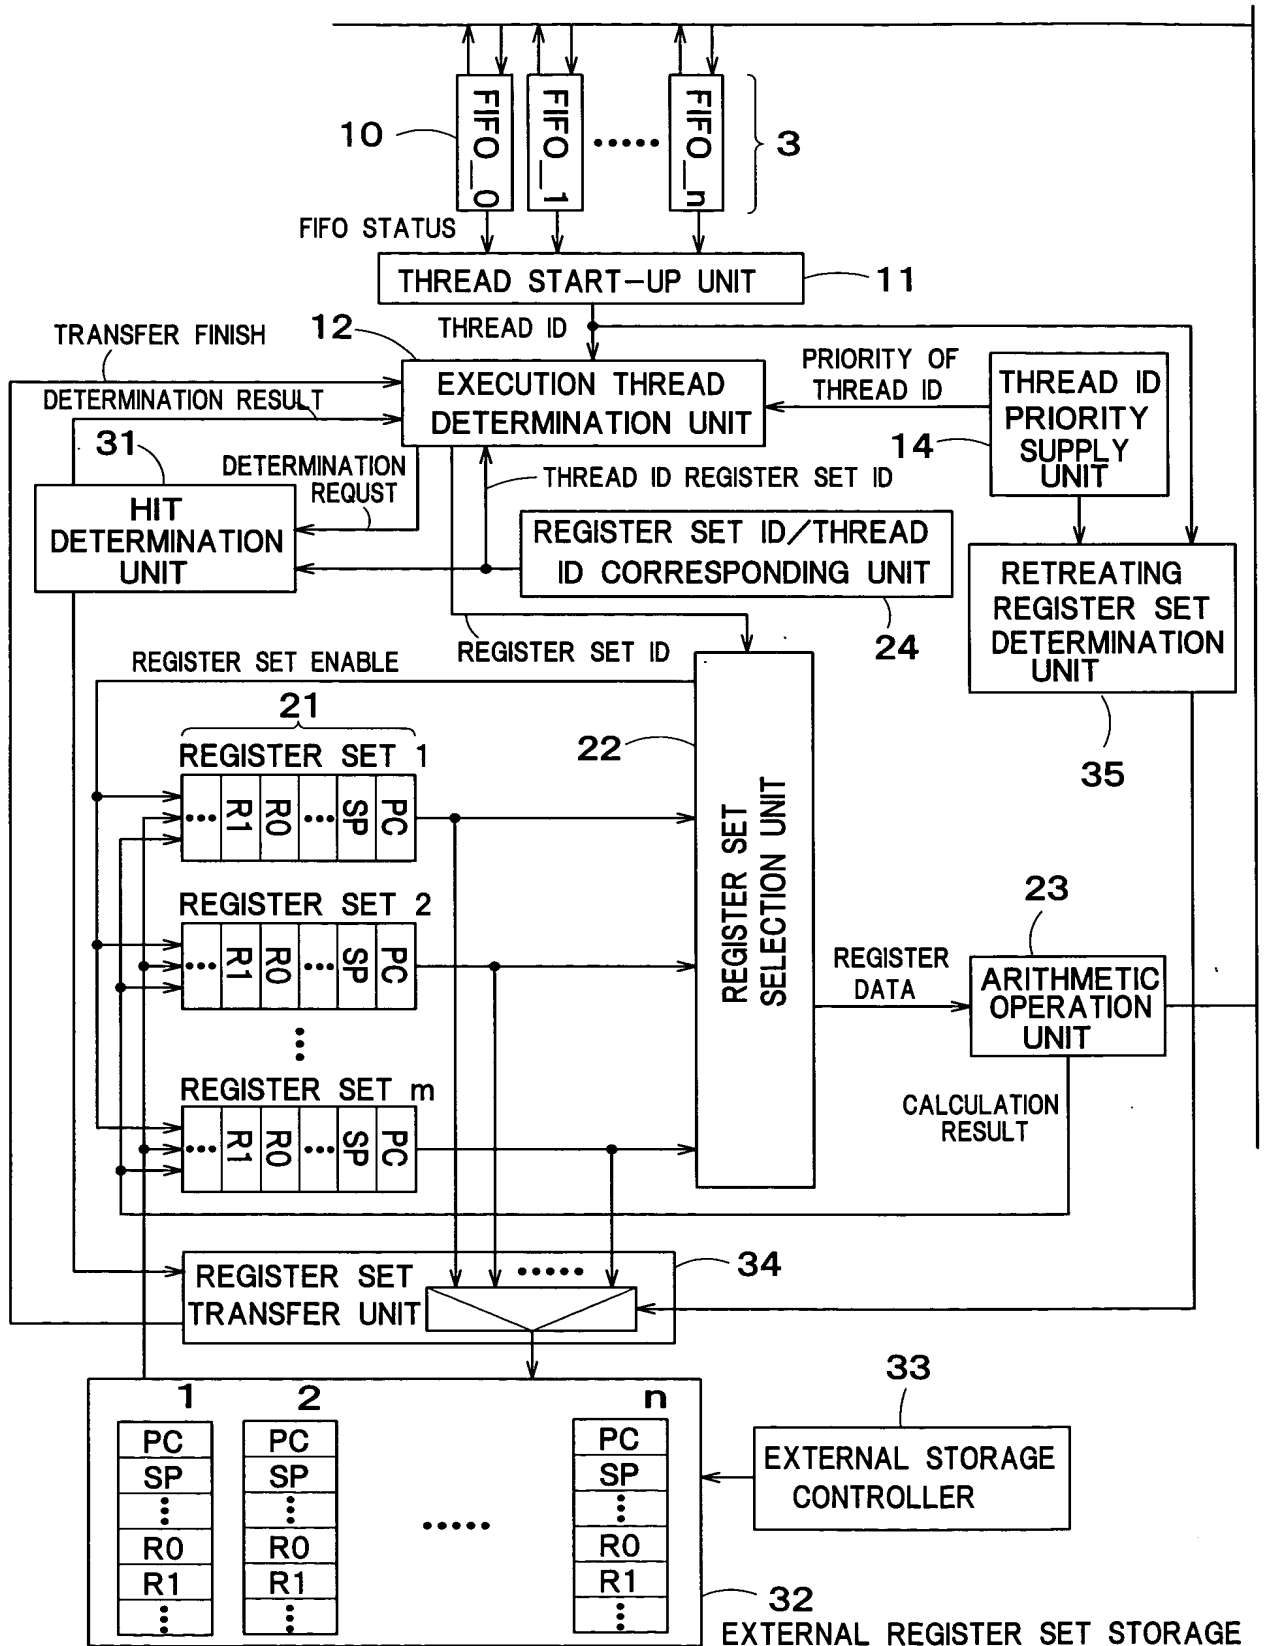 FIFO_0
FIFO_1
.....
FIFO_n
10
3
FIFO STATUS
THREAD START-UP UNIT
11
THREAD ID
12
TRANSFER FINISH
EXECUTION THREAD
DETERMINATION UNIT
PRIORITY OF
THREAD ID
THREAD ID
PRIORITY
SUPPLY
UNIT
14
DETERMINATION RESULT
31
DETERMINATION
REQUST
THREAD ID REGISTER SET ID
HIT
DETERMINATION
UNIT
REGISTER SET ID/THREAD
ID CORRESPONDING UNIT
24
RETREATING
REGISTER SET
DETERMINATION
UNIT
35
REGISTER SET ID
REGISTER SET ENABLE
21
22
REGISTER SET
SELECTION UNIT
REGISTER SET 1
... R1 R0 ... SP PC
REGISTER SET 2
... R1 R0 ... SP PC
...
REGISTER SET m
... R1 R0 ... SP PC
REGISTER
DATA
23
ARITHMETIC
OPERATION
UNIT
CALCULATION
RESULT
REGISTER SET
TRANSFER UNIT
.....
34
1
2
n
PC
SP
...
R0
R1
...
PC
SP
...
R0
R1
...
.....
PC
SP
...
R0
R1
...
33
EXTERNAL STORAGE
CONTROLLER
32
EXTERNAL REGISTER SET STORAGE